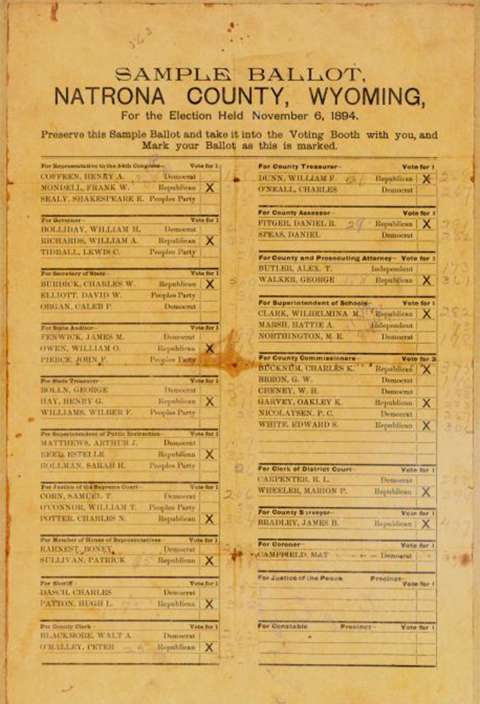 SAMPLE BALLOT,
NATRONA COUNTY, WYOMING,
For the Election Held November 6, 1894.
Preserve this Sample Ballot and take it into the Voting Booth with you, and
Mark your Ballot as this is marked.
For Representative to the 54th Congress— Vote for 1
COFFEEN, HENRY A. Democrat
MONDELL, FRANK W. Republican X
SEALY, SHAKESPEARE E. Peoples Party
For Governor— Vote for 1
HOLLIDAY, WILLIAM H. Democrat
RICHARDS, WILLIAM A. Republican X
TIDBALL, LEWIS C. Peoples Party
For Secretary of State— Vote for 1
BURDICK, CHARLES W. Republican X
ELLIOTT, DAVID W. Peoples Party
ORGAN, CALEB P. Democrat
For State Auditor— Vote for 1
FENWICK, JAMES M. Democrat
OWEN, WILLIAM O. Republican X
PIERCE, JOHN F. Peoples Party
For State Treasurer Vote for 1
BOLLN, GEORGE Democrat
HAY, HENRY G. Republican X
WILLIAMS, WILBER F. Peoples Party
For Superintendent of Public Instruction— Vote for 1
MATTHEWS, ARTHUR J. Democrat
REEL, ESTELLE Republican X
ROLLMAN, SARAH R. Peoples Party
For Justice of the Supreme Court— Vote for 1
CORN, SAMUEL T. Democrat
O'CONNOR, WILLIAM T. Peoples Party
POTTER, CHARLES N. Republican X
For Member of House of Representatives— Vote for 1
EARNEST, BONEY Democrat
SULLIVAN, PATRICK Republican X
For Sheriff— Vote for 1
DASCH, CHARLES Democrat
PATTON, HUGH L. Republican X
For County Clerk— Vote for 1
BLACKMORE, WALT A. Democrat
O'MALLEY, PETER Republican X
For County Treasurer— Vote for 1
DUNN, WILLIAM F. Republican X
O'NEALL, CHARLES Democrat
For County Assessor— Vote for 1
FITGER, DANIEL R. Republican X
SPEAS, DANIEL Democrat
For County and Prosecuting Attorney— Vote for 1
BUTLER, ALEX. T. Independent
WALKER, GEORGE Republican X
For Superintendent of Schools— Vote for 1
CLARK, WILHELMINA M. Republican X
MARSH, HATTIE A. Independent
NORTHINGTON, M. E. Democrat
For County Commissioners— Vote for 3
BUCKNUM, CHARLES K. Republican X
G. W. Democrat
CHENEY, W. H. Democrat
GARVEY, OAKLEY K. Republican X
NICOLAYSEN, P. C. Democrat
WHITE, EDWARD S. Republican X
For Clerk of District Court— Vote for 1
CARPENTER, R. L. Democrat
WHEELER, MARION P. Republican X
For County Surveyor— Vote for 1
BRADLEY, JAMES B. Republican X
For Coroner— Vote for 1
CAMPFIELD, MAT Democrat
For Justice of the Peace Precinct—
Vote for 1
For Constable Precinct— Vote for 1